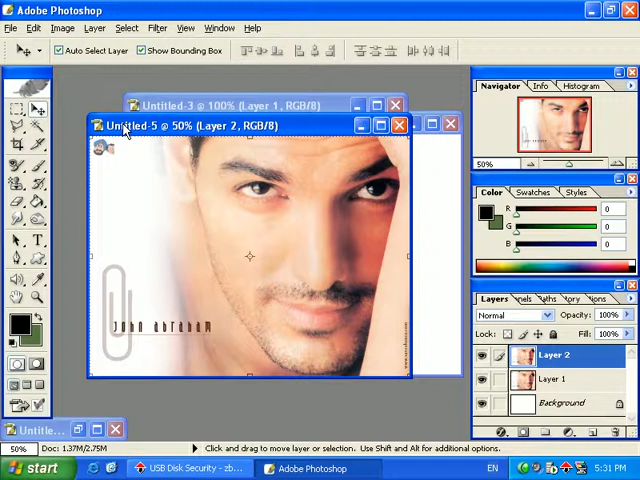 Adobe Photoshop
File Edit Image Layer Select Filter View Window Help
Auto Select Layer Show Bounding Box
Untitled-3 @ 100% (Layer 1, RGB/8)
Untitled-5 @ 50% (Layer 2, RGB/8)
john abraham
Untitle...
Navigator Info Histogram
50%
Color Swatches Styles
R 0
G 0
B 0
Layers
Normal Opacity: 100%
Lock: Fill: 100%
Layer 2
Layer 1
Background
50% Doc: 1.37M/2.75M Click and drag to move layer or selection. Use Shift and Alt for additional options.
start USB Disk Security - zb... Adobe Photoshop EN 5:31 PM